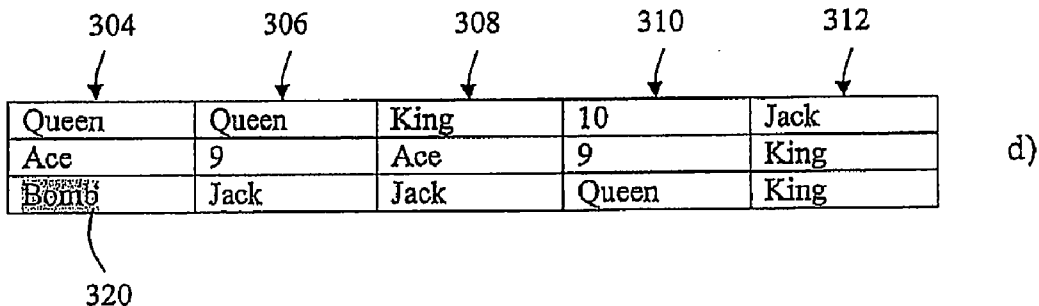 304 306 308 310 312
Queen Queen King 10 Jack
Ace 9 Ace 9 King
d)
Bomb Jack Jack Queen King
320